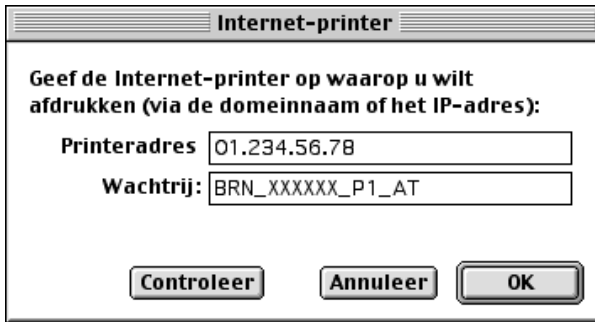 Internet-printer
Geef de Internet-printer op waarop u wilt
afdrukken (via de domeinnaam of het IP-adres):
Printeradres 01.234.56.78
Wachtrij: BRN_XXXXXX_P1_AT
Controleer Annuleer OK